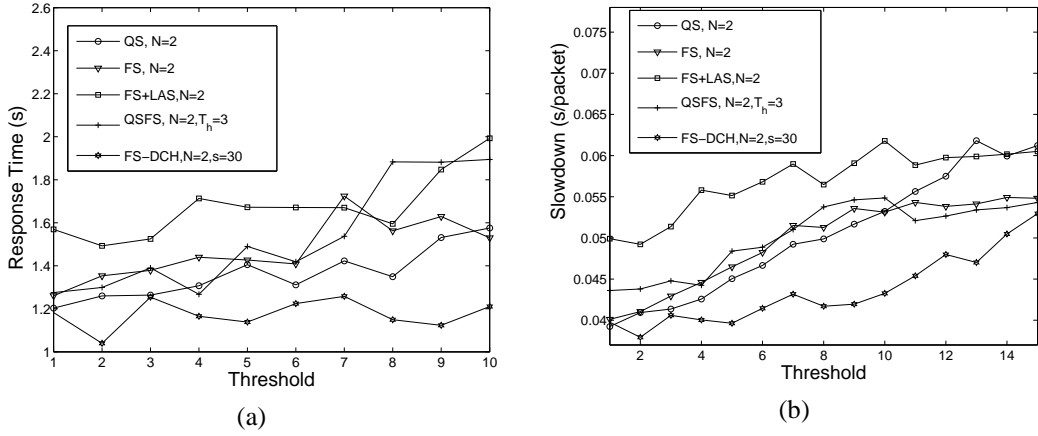 2.6
2.4
2.2
2
1.8
1.6
1.4
1.2
1
Response Time (s)
QS, N=2
FS, N=2
FS+LAS,N=2
QSFS, N=2,T_h=3
FS−DCH,N=2,s=30
1 2 3 4 5 6 7 8 9 10
Threshold
(a)
0.075
0.07
0.065
0.06
0.055
0.05
0.045
0.04
Slowdown (s/packet)
QS, N=2
FS, N=2
FS+LAS,N=2
QSFS, N=2,T_h=3
FS−DCH,N=2,s=30
2 4 6 8 10 12 14
Threshold
(b)